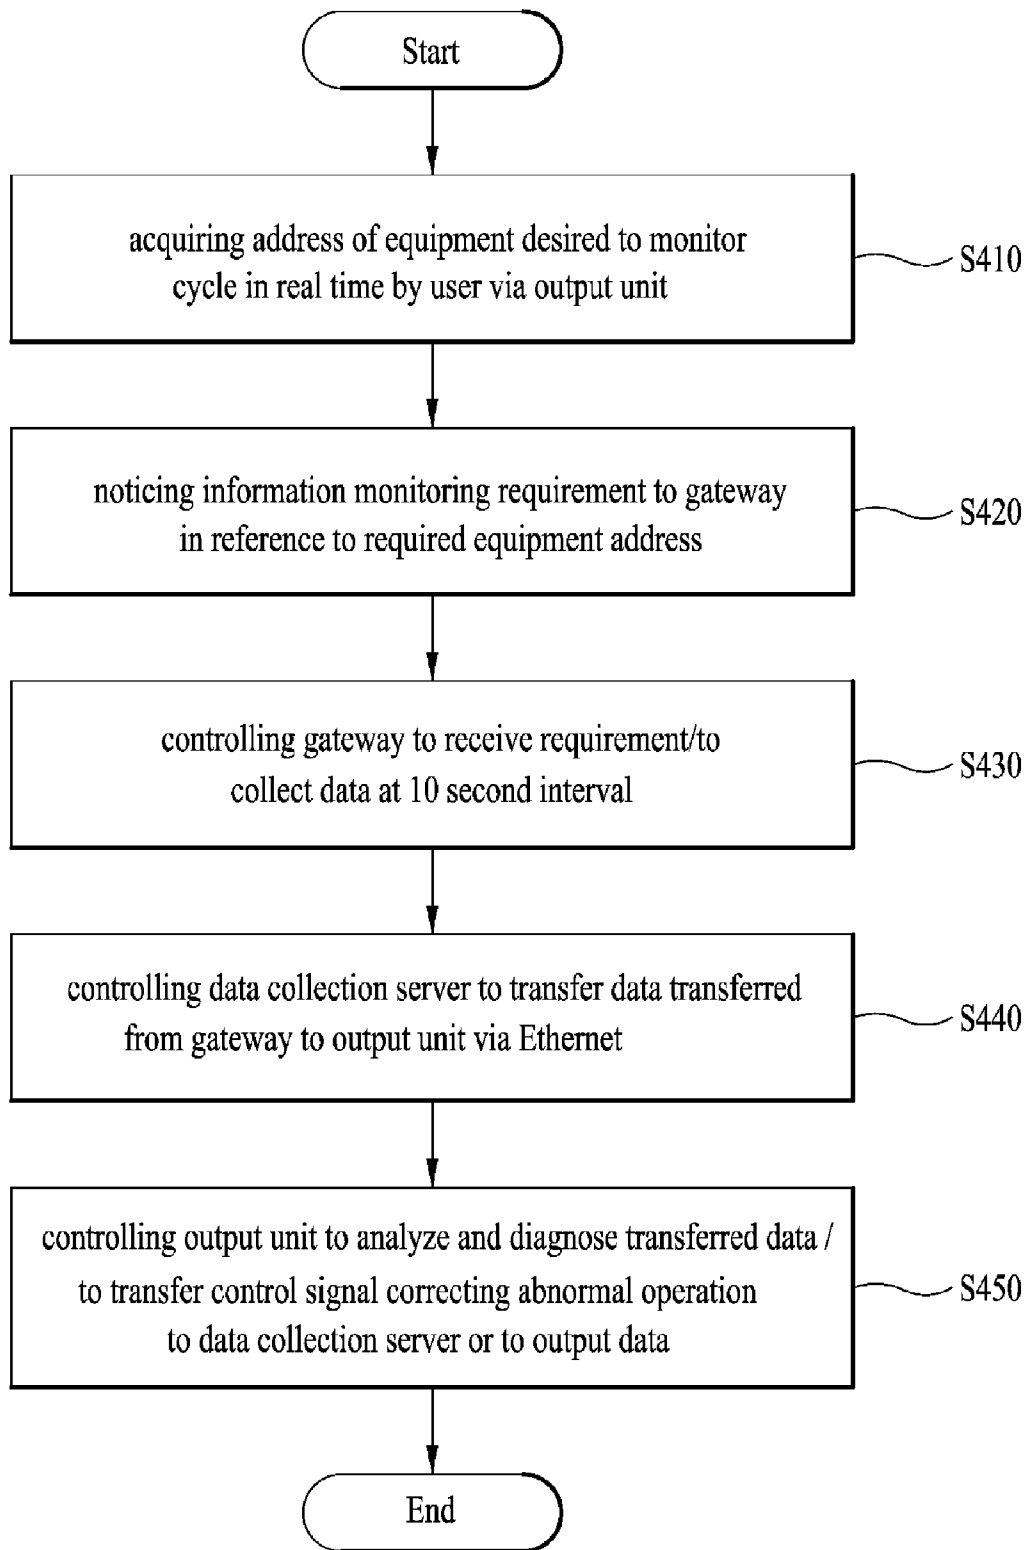 Start
acquiring address of equipment desired to monitor
cycle in real time by user via output unit
S410
noticing information monitoring requirement to gateway
in reference to required equipment address
S420
controlling gateway to receive requirement/to
collect data at 10 second interval
S430
controlling data collection server to transfer data transferred
from gateway to output unit via Ethernet
S440
controlling output unit to analyze and diagnose transferred data /
to transfer control signal correcting abnormal operation
to data collection server or to output data
S450
End